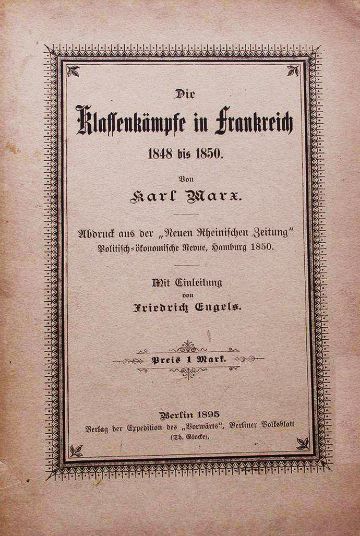 Die
Klassenkämpfe in Frankreich
1848 bis 1850.
Von
Karl Marx.
Abdruck aus der „Neuen Rheinischen Zeitung“
Politisch-ökonomische Revue, Hamburg 1850.
Mit Einleitung
von
Friedrich Engels.
Preis 1 Mark.
Berlin 1895
Verlag der Expedition des „Vorwärts“, Berliner Volksblatt
(Th. Glocke).